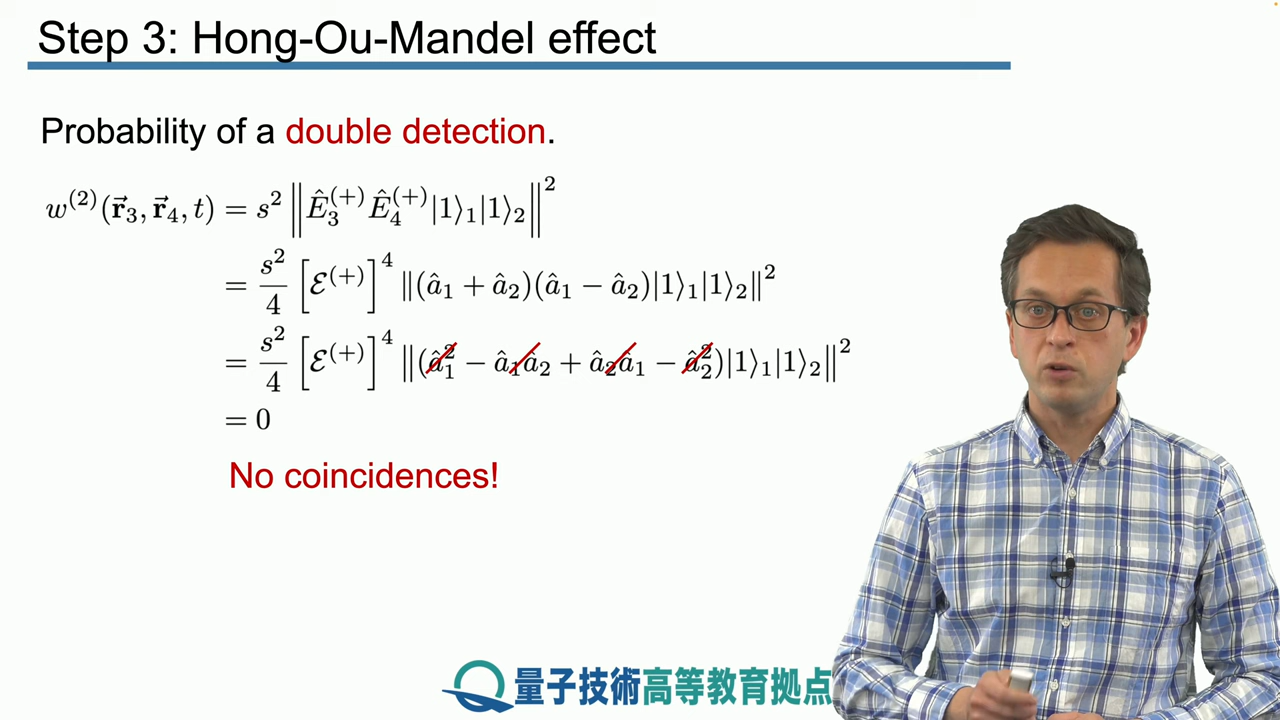 Step 3: Hong-Ou-Mandel effect
Probability of a double detection.
$w^{(2)}(\vec{\mathbf{r}}_3, \vec{\mathbf{r}}_4, t) = s^2 \left\| \hat{E}_3^{(+)} \hat{E}_4^{(+)} |1\rangle_1 |1\rangle_2 \right\|^2$
$= \frac{s^2}{4} \left[ \mathcal{E}^{(+)} \right]^4 \left\| (\hat{a}_1 + \hat{a}_2)(\hat{a}_1 - \hat{a}_2) |1\rangle_1 |1\rangle_2 \right\|^2$
$= \frac{s^2}{4} \left[ \mathcal{E}^{(+)} \right]^4 \left\| (\hat{a}_1^2 - \hat{a}_1 \hat{a}_2 + \hat{a}_2 \hat{a}_1 - \hat{a}_2^2) |1\rangle_1 |1\rangle_2 \right\|^2$
$= 0$
No coincidences!
量子技術高等教育拠点